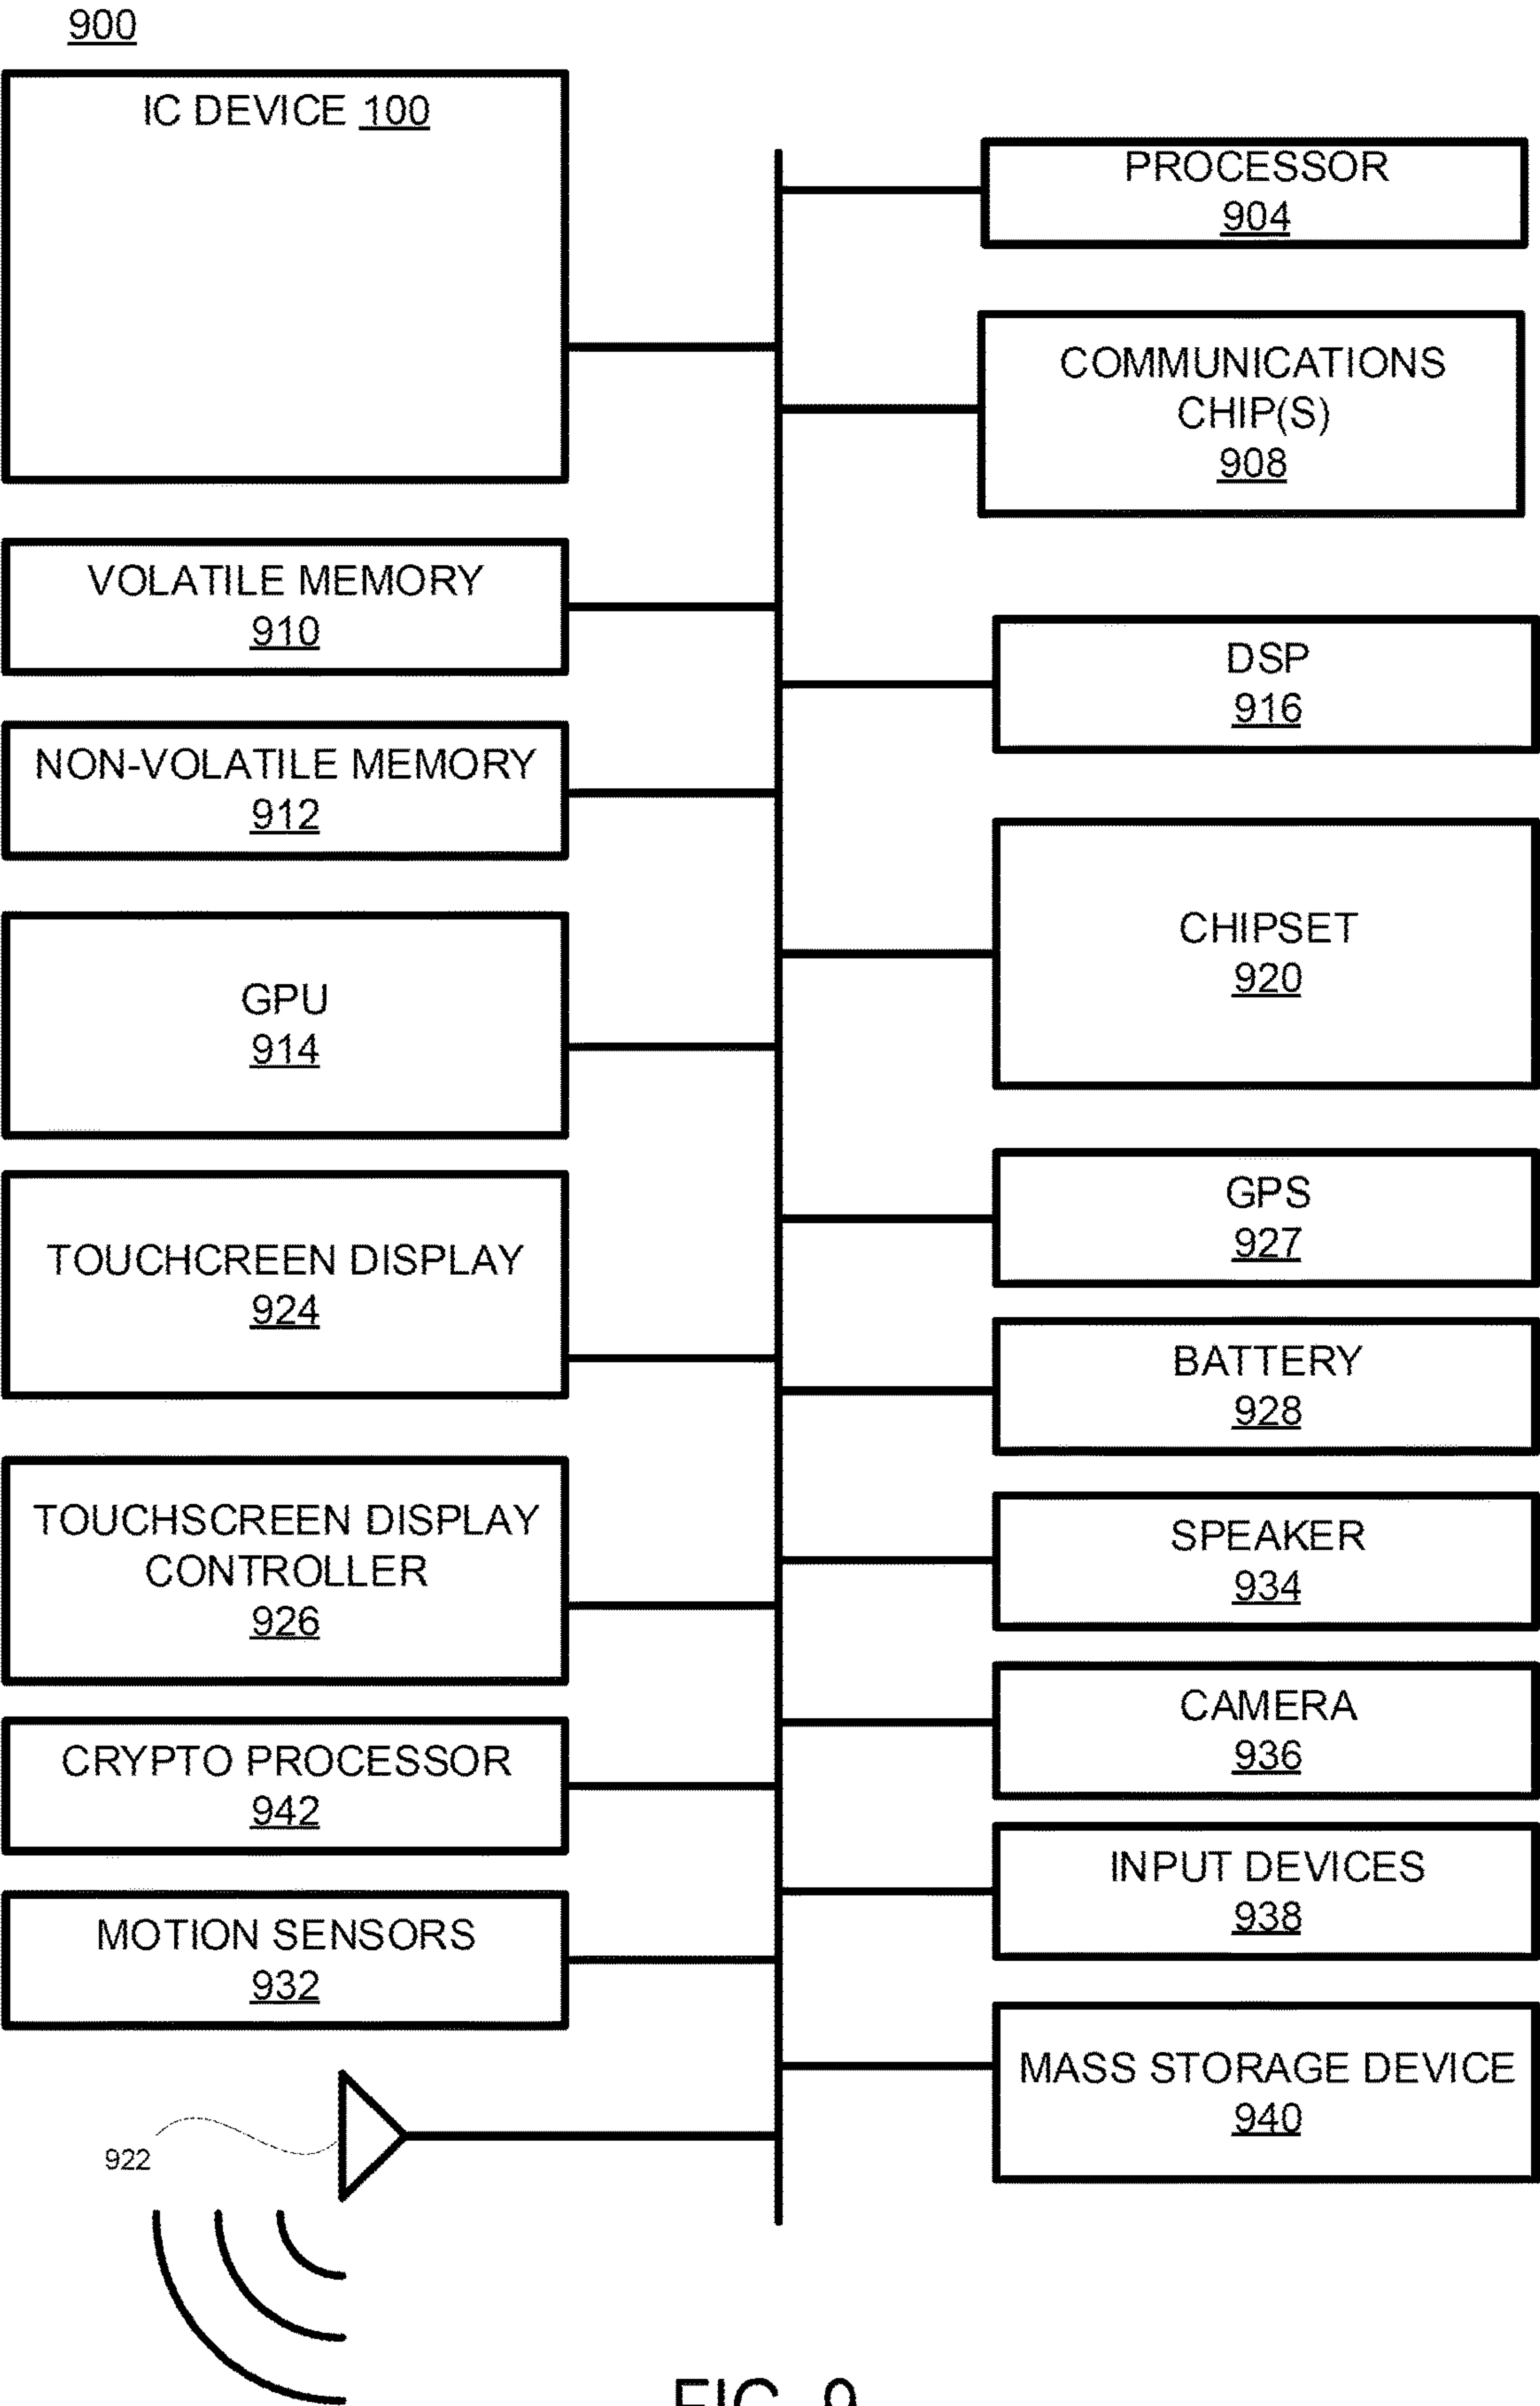 900
IC DEVICE 100
PROCESSOR
904
COMMUNICATIONS
CHIP(S)
908
VOLATILE MEMORY
910
DSP
916
NON-VOLATILE MEMORY
912
CHIPSET
920
GPU
914
GPS
927
TOUCHCREEN DISPLAY
924
BATTERY
928
TOUCHSCREEN DISPLAY
CONTROLLER
926
SPEAKER
934
CAMERA
936
CRYPTO PROCESSOR
942
INPUT DEVICES
938
MOTION SENSORS
932
MASS STORAGE DEVICE
940
922
FIG. 9